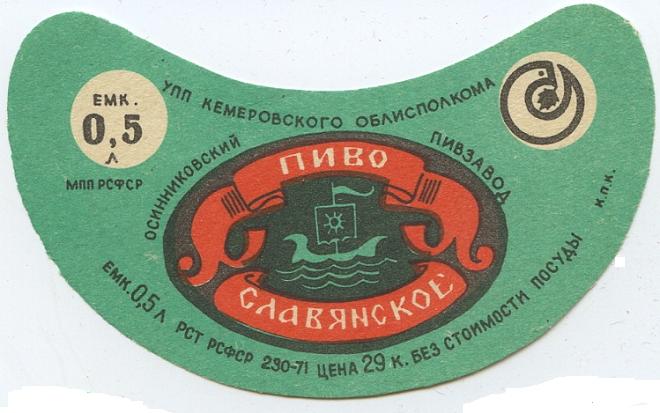 ЕМК.
0,5
Л
МПП РСФСР
УПП КЕМЕРОВСКОГО ОБЛИСПОЛКОМА
ОСИННИКОВСКИЙ ПИВЗАВОД
ПИВО
СЛАВЯНСКОЕ
ЕМК. 0,5 Л РСТ РСФСР 230-71 ЦЕНА 29 К. БЕЗ СТОИМОСТИ ПОСУДЫ
К.П.К.